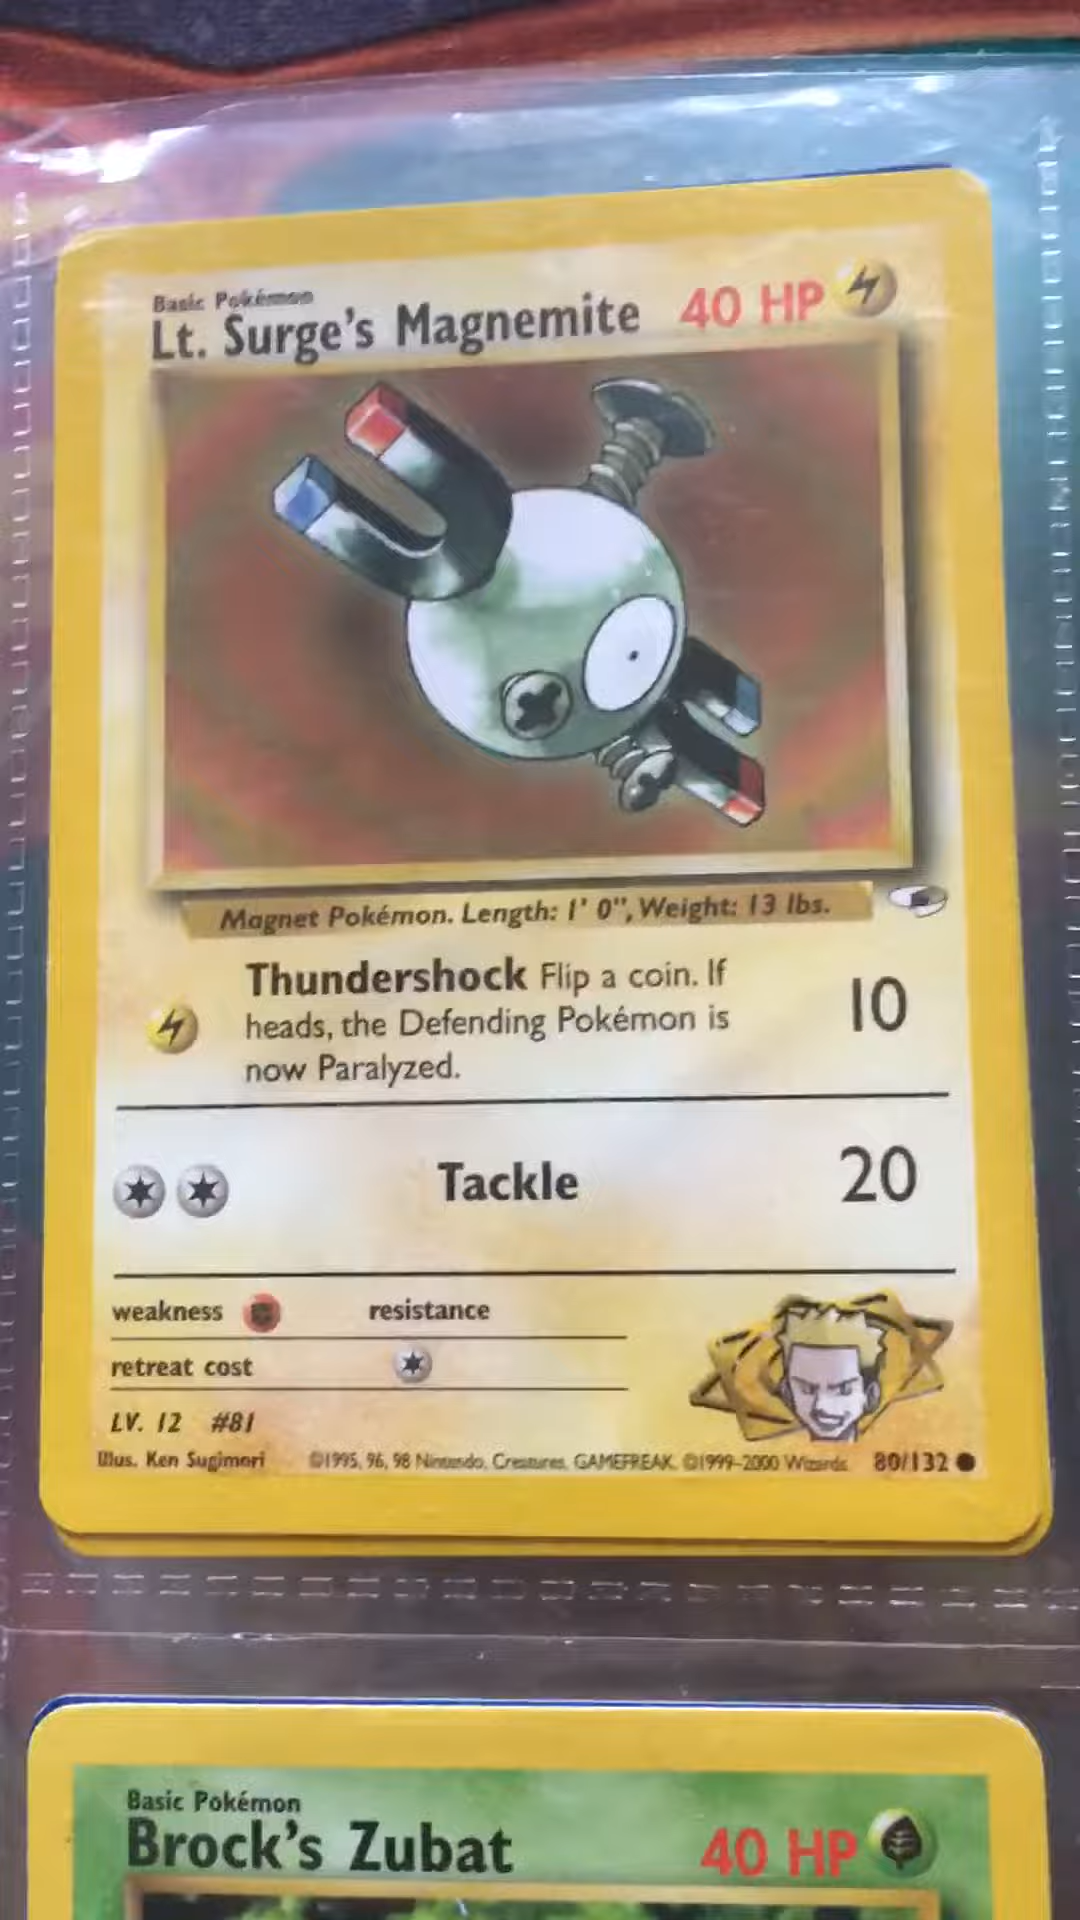 Basic Pokémon
Lt. Surge's Magnemite 40 HP
Magnet Pokémon. Length: 1' 0", Weight: 13 lbs.
Thundershock Flip a coin. If
heads, the Defending Pokémon is
now Paralyzed.
10
Tackle 20
weakness resistance
retreat cost
LV. 12 #81
Illus. Ken Sugimori ©1995, 96, 98 Nintendo, Creatures, GAMEFREAK. ©1999-2000 Wizards. 80/132
Basic Pokémon
Brock's Zubat 40 HP